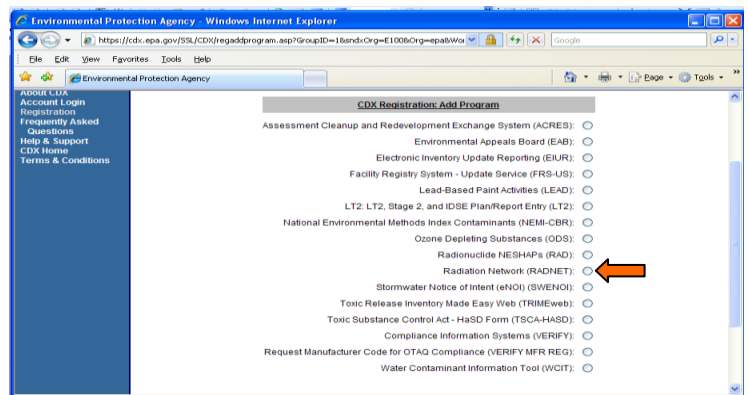 Environmental Protection Agency - Windows Internet Explorer
https://cdx.epa.gov/SSL/CDX/regaddprogram.asp?GroupID=1&sndxOrg=E100&Org=epa&Wor
Google
File Edit View Favorites Tools Help
Environmental Protection Agency
Page Tools
About CDX
Account Login
Registration
Frequently Asked
Questions
Help & Support
CDX Home
Terms & Conditions
CDX Registration: Add Program
Assessment Cleanup and Redevelopment Exchange System (ACRES):
Environmental Appeals Board (EAB):
Electronic Inventory Update Reporting (EIUR):
Facility Registry System - Update Service (FRS-US):
Lead-Based Paint Activities (LEAD):
LT2: LT2, Stage 2, and IDSE Plan/Report Entry (LT2):
National Environmental Methods Index Contaminants (NEMI-CBR):
Ozone Depleting Substances (ODS):
Radionuclide NESHAPs (RAD):
Radiation Network (RADNET):
Stormwater Notice of Intent (eNOI) (SWENOI):
Toxic Release Inventory Made Easy Web (TRIMEweb):
Toxic Substance Control Act - HaSD Form (TSCA-HASD):
Compliance Information Systems (VERIFY):
Request Manufacturer Code for OTAQ Compliance (VERIFY MFR REG):
Water Contaminant Information Tool (WCIT):